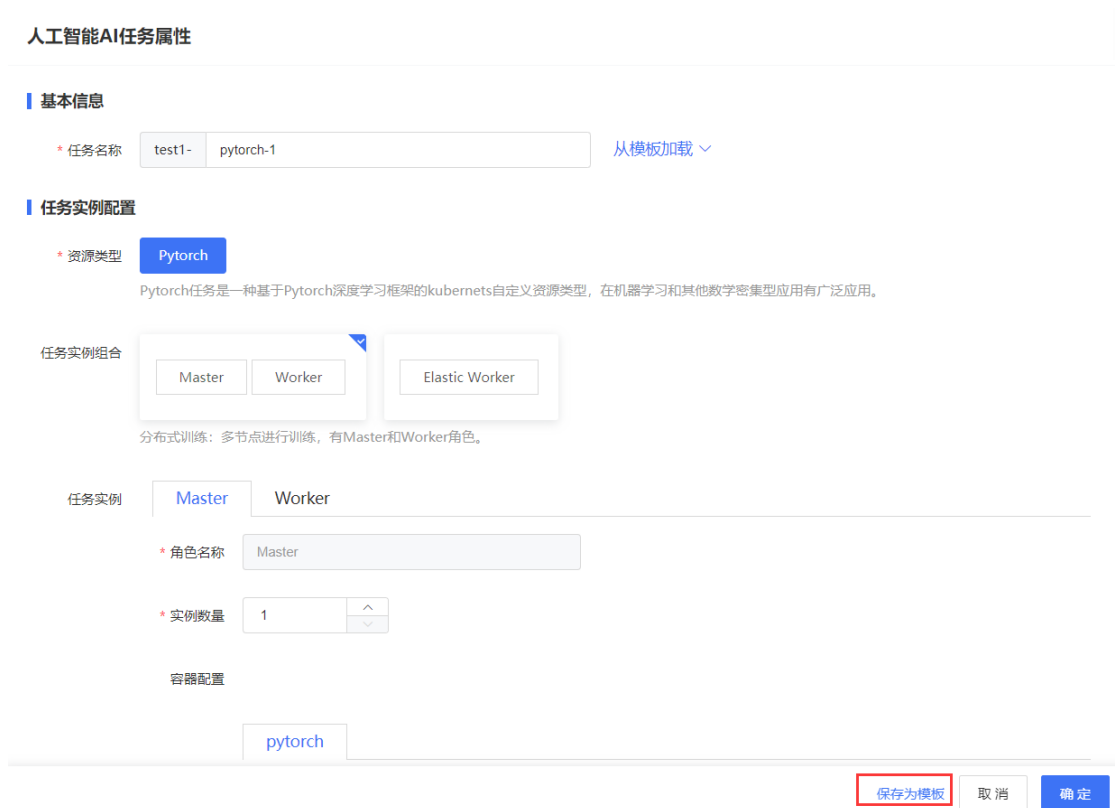 人工智能AI任务属性
基本信息
* 任务名称 test1- pytorch-1 从模板加载
任务实例配置
* 资源类型 Pytorch
Pytorch任务是一种基于Pytorch深度学习框架的kubernets自定义资源类型，在机器学习和其他数学密集型应用有广泛应用。
任务实例组合 Master Worker Elastic Worker
分布式训练：多节点进行训练，有Master和Worker角色。
任务实例 Master Worker
* 角色名称 Master
* 实例数量 1
容器配置
pytorch
保存为模板 取消 确定